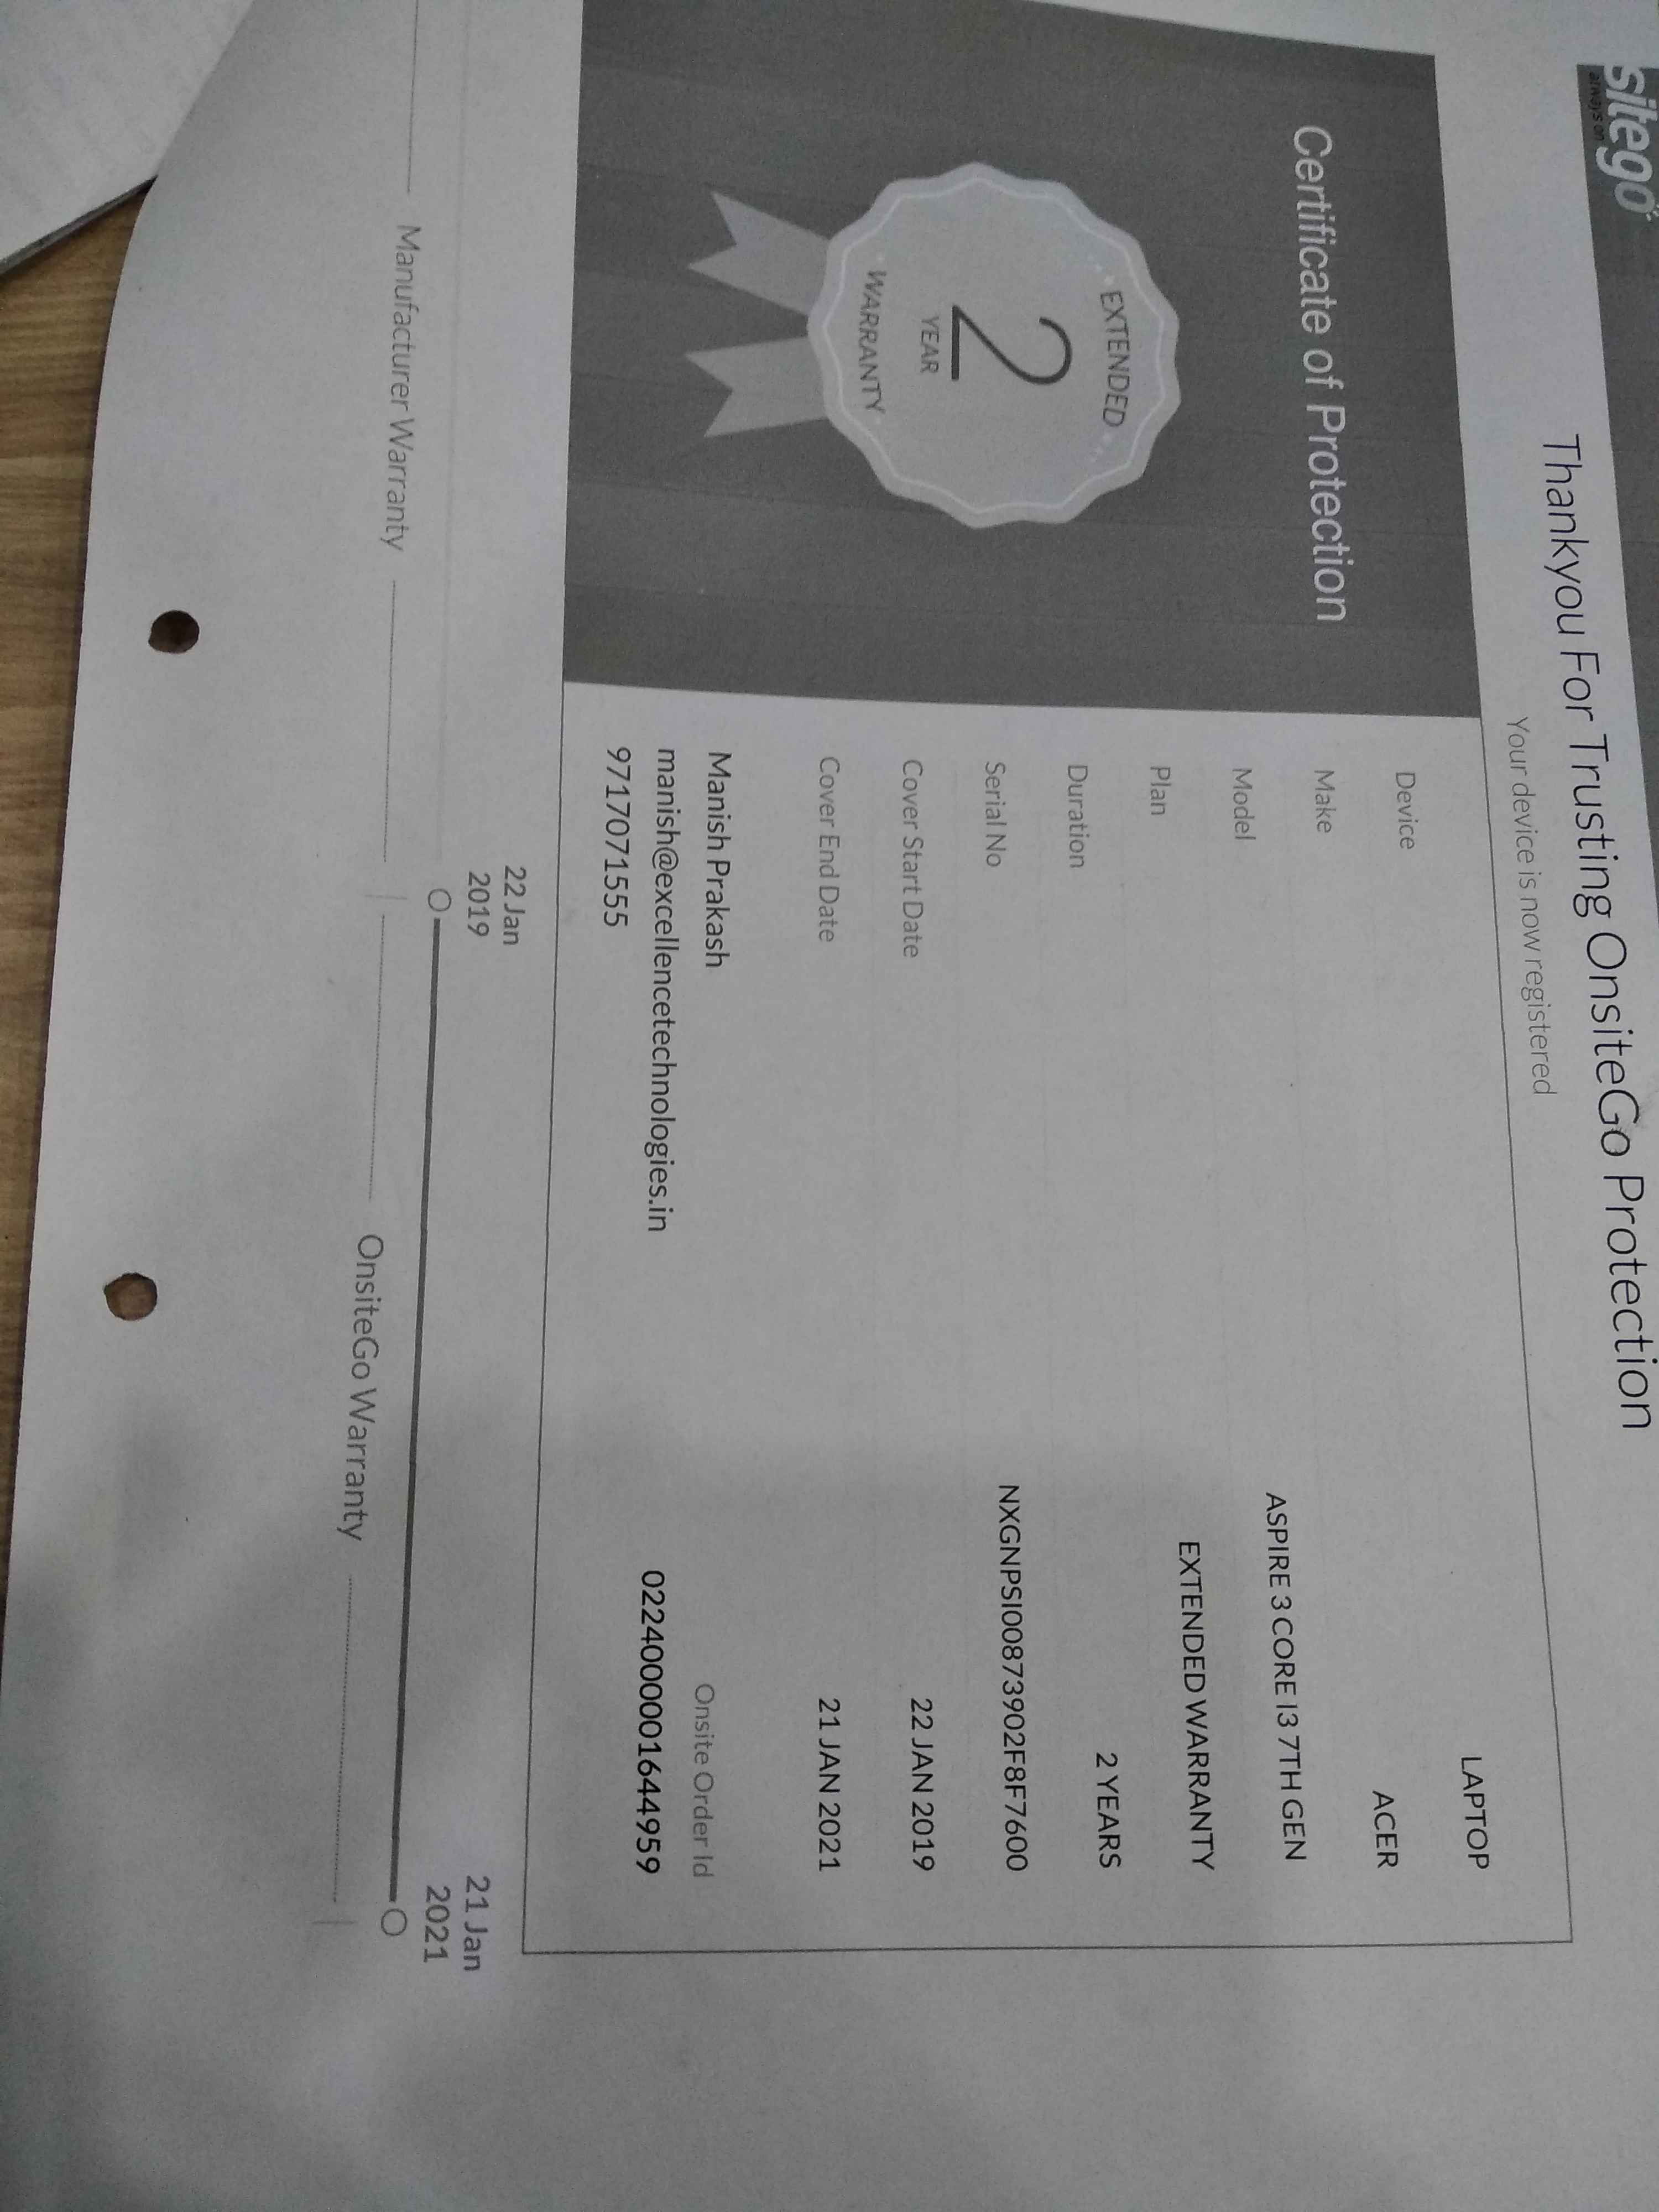 sitego
always on
Thankyou For Trusting OnsiteGo Protection
Your device is now registered
Certificate of Protection
EXTENDED
2
YEAR
WARRANTY
Device LAPTOP
Make ACER
Model ASPIRE 3 CORE I3 7TH GEN
Plan EXTENDED WARRANTY
Duration 2 YEARS
Serial No NXGNPSI00873902F8F7600
Cover Start Date 22 JAN 2019
Cover End Date 21 JAN 2021
Manish Prakash Onsite Order Id
manish@excellencetechnologies.in 0224000001644959
9717071555
22 Jan 21 Jan
2019 2021
Manufacturer Warranty OnsiteGo Warranty